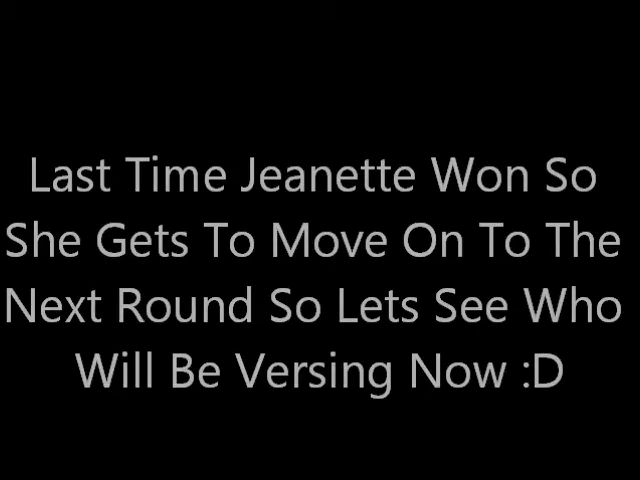 Last Time Jeanette Won So
She Gets To Move On To The
Next Round So Lets See Who
Will Be Versing Now :D